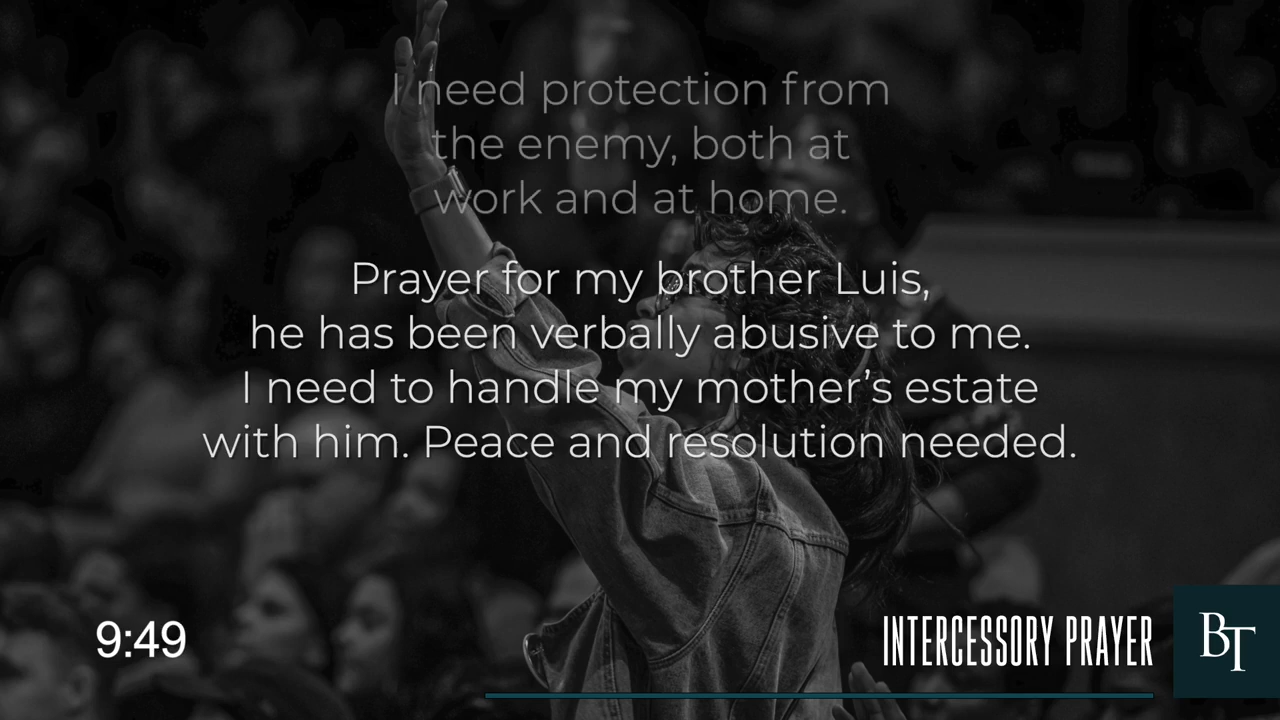 I need protection from
the enemy, both at
work and at home.
Prayer for my brother Luis,
he has been verbally abusive to me.
I need to handle my mother’s estate
with him. Peace and resolution needed.
9:49
INTERCESSORY PRAYER
BT